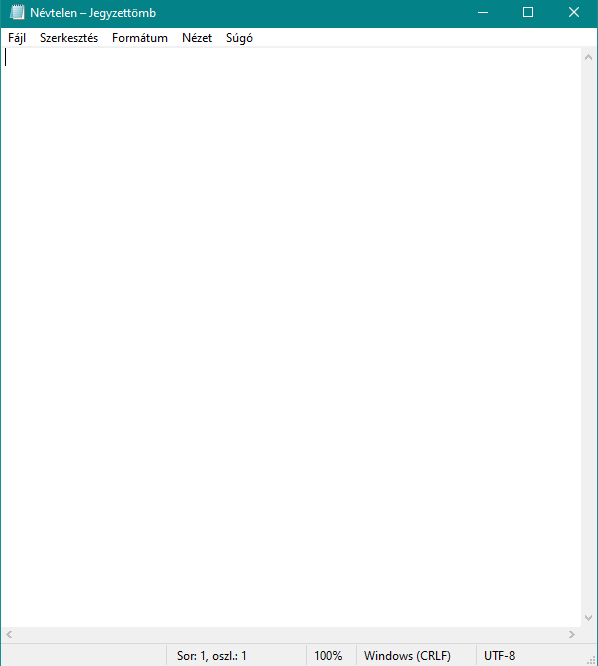 Névtelen – Jegyzettömb
Fájl Szerkesztés Formátum Nézet Súgó
Sor: 1, oszl.: 1 100% Windows (CRLF) UTF-8